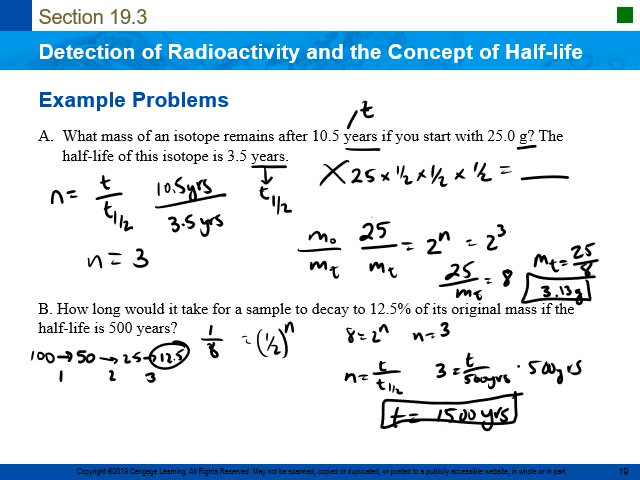 Section 19.3
Detection of Radioactivity and the Concept of Half-life
Example Problems
t
A. What mass of an isotope remains after 10.5 years if you start with 25.0 g? The
half-life of this isotope is 3.5 years.
t1/2
X 25 × 1/2 × 1/2 × 1/2 = ____
n = t/t1/2 10.5yrs/3.5yrs
n = 3
mo/mt 25/mt = 2^n = 2^3
25/mt = 8
mt = 25/8
3.13g
B. How long would it take for a sample to decay to 12.5% of its original mass if the
half-life is 500 years?
1/8 = (1/2)^n
100 → 50 → 25 → 12.5
1 2 3
8 = 2^n n = 3
n = t/t1/2 3 = t/500yrs · 500yrs
t = 1500 yrs
Copyright ©2019 Cengage Learning. All Rights Reserved. May not be scanned, copied or duplicated, or posted to a publicly accessible website, in whole or in part.
19